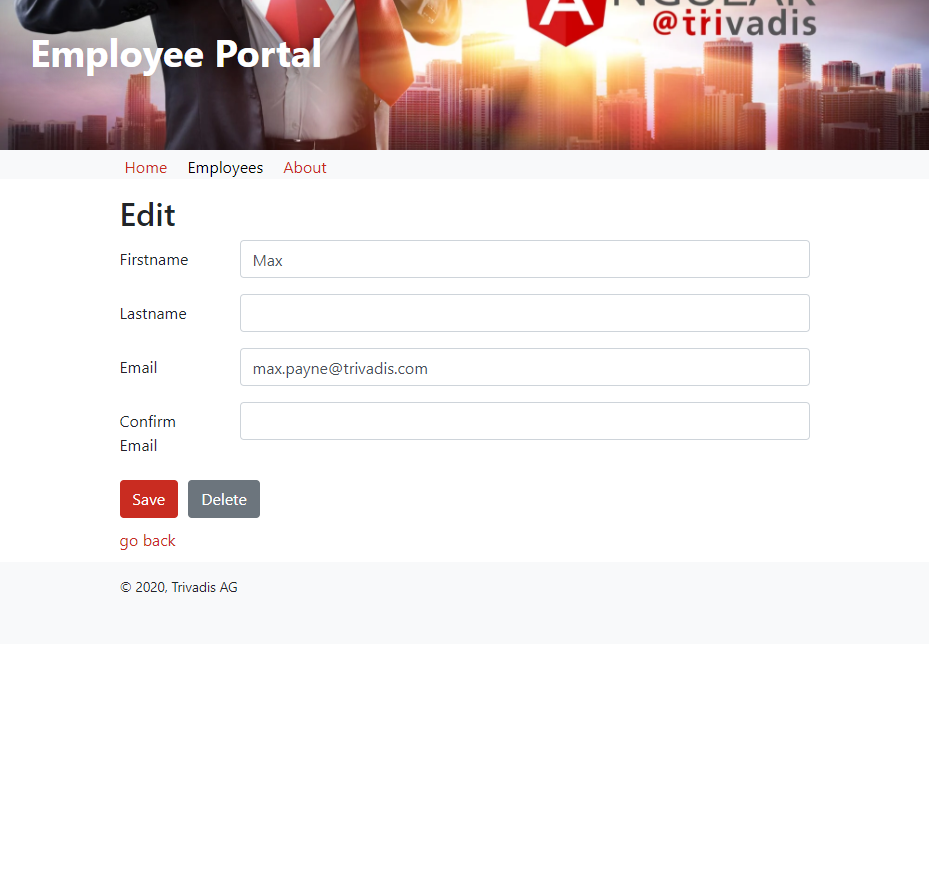 ANGULAR
@trivadis
Employee Portal
Home Employees About
Edit
Firstname Max
Lastname
Email max.payne@trivadis.com
Confirm
Email
Save Delete
go back
© 2020, Trivadis AG